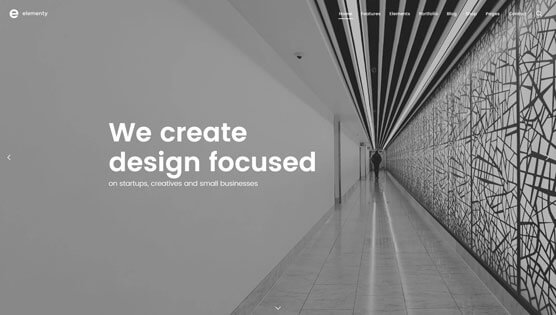 elementy
Home Features Elements Portfolio Blog Shop Pages Contact
We create
design focused
on startups, creatives and small businesses